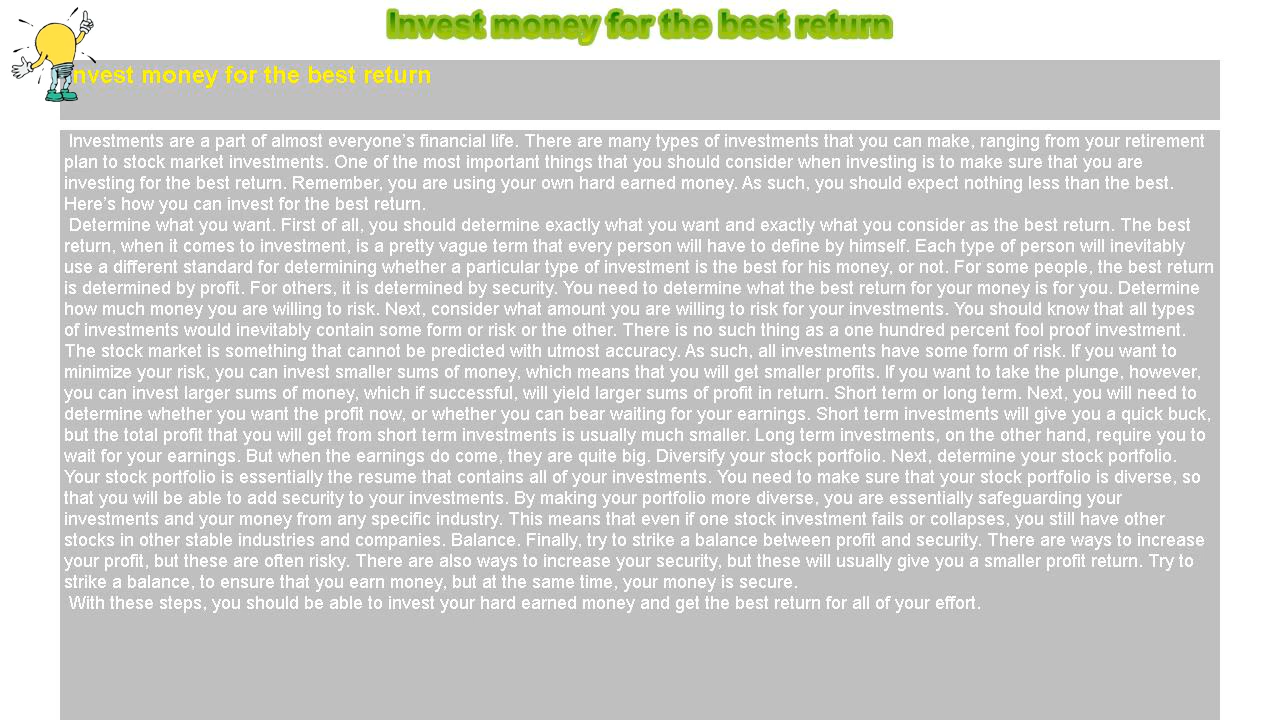 Invest money for the best return
Invest money for the best return
Investments are a part of almost everyone's financial life. There are many types of investments that you can make, ranging from your retirement
plan to stock market investments. One of the most important things that you should consider when investing is to make sure that you are
investing for the best return. Remember, you are using your own hard earned money. As such, you should expect nothing less than the best.
Here's how you can invest for the best return.
Determine what you want. First of all, you should determine exactly what you want and exactly what you consider as the best return. The best
return, when it comes to investment, is a pretty vague term that every person will have to define by himself. Each type of person will inevitably
use a different standard for determining whether a particular type of investment is the best for his money, or not. For some people, the best return
is determined by profit. For others, it is determined by security. You need to determine what the best return for your money is for you. Determine
how much money you are willing to risk. Next, consider what amount you are willing to risk for your investments. You should know that all types
of investments would inevitably contain some form or risk or the other. There is no such thing as a one hundred percent fool proof investment.
The stock market is something that cannot be predicted with utmost accuracy. As such, all investments have some form of risk. If you want to
minimize your risk, you can invest smaller sums of money, which means that you will get smaller profits. If you want to take the plunge, however,
you can invest larger sums of money, which if successful, will yield larger sums of profit in return. Short term or long term. Next, you will need to
determine whether you want the profit now, or whether you can bear waiting for your earnings. Short term investments will give you a quick buck,
but the total profit that you will get from short term investments is usually much smaller. Long term investments, on the other hand, require you to
wait for your earnings. But when the earnings do come, they are quite big. Diversify your stock portfolio. Next, determine your stock portfolio.
Your stock portfolio is essentially the resume that contains all of your investments. You need to make sure that your stock portfolio is diverse, so
that you will be able to add security to your investments. By making your portfolio more diverse, you are essentially safeguarding your
investments and your money from any specific industry. This means that even if one stock investment fails or collapses, you still have other
stocks in other stable industries and companies. Balance. Finally, try to strike a balance between profit and security. There are ways to increase
your profit, but these are often risky. There are also ways to increase your security, but these will usually give you a smaller profit return. Try to
strike a balance, to ensure that you earn money, but at the same time, your money is secure.
With these steps, you should be able to invest your hard earned money and get the best return for all of your effort.